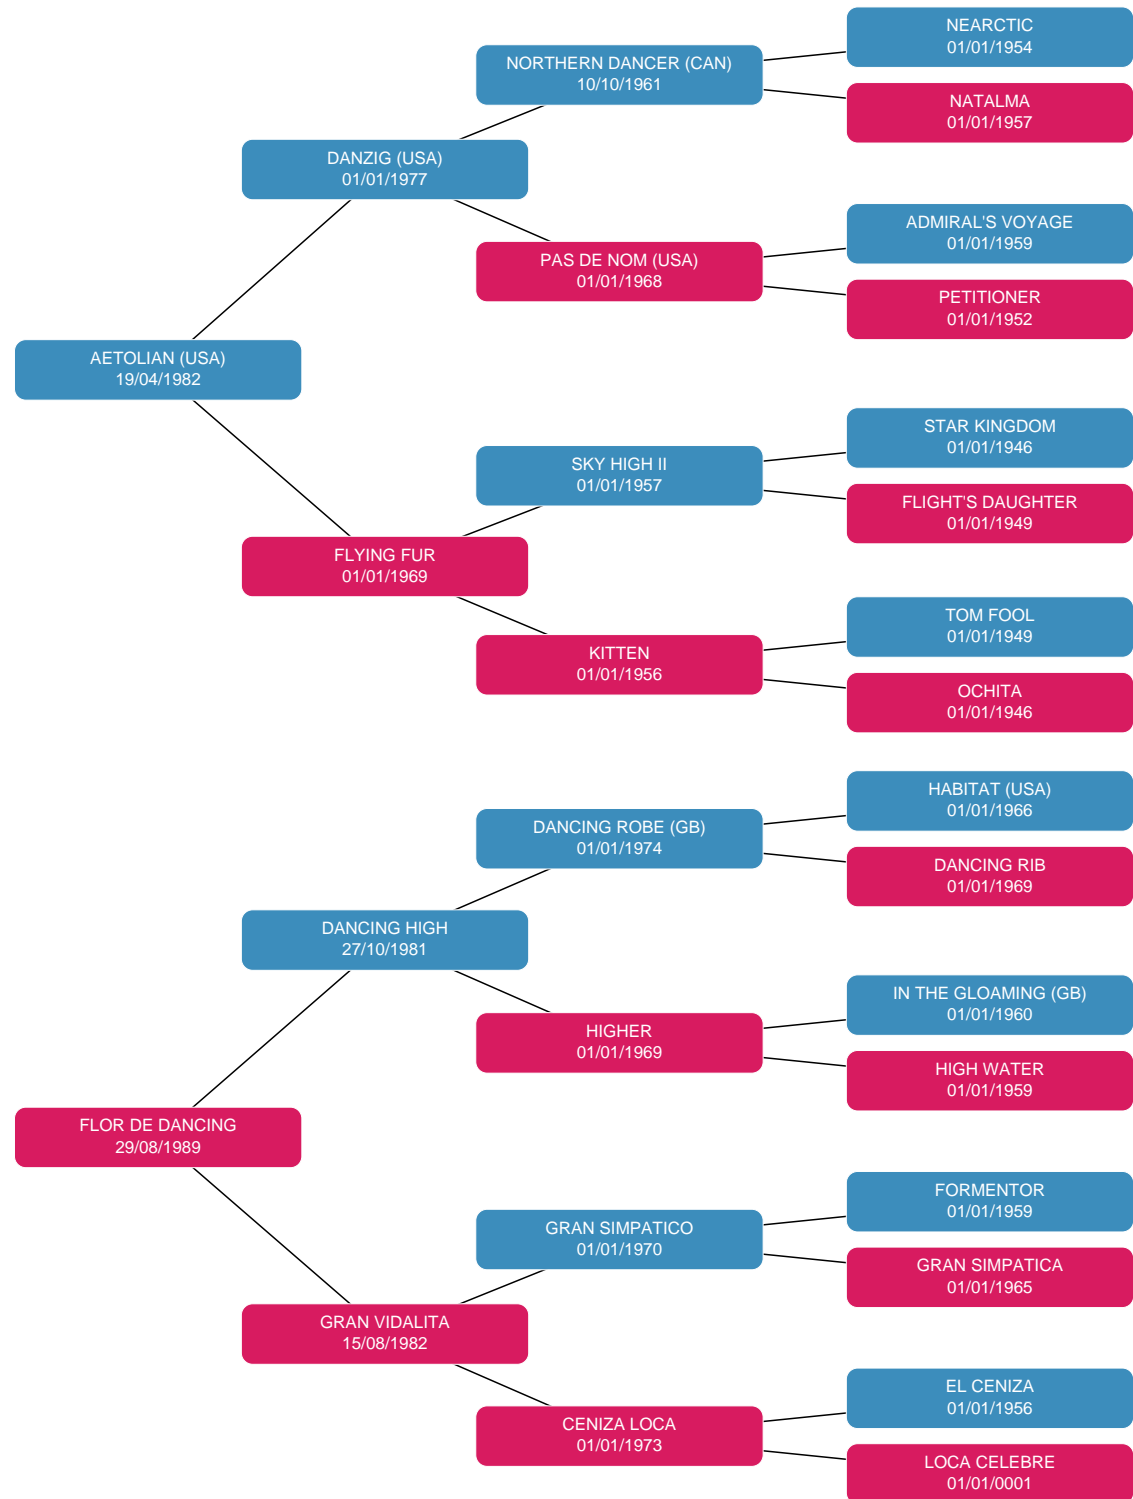 NEARCTIC
01/01/1954
NORTHERN DANCER (CAN)
10/10/1961
NATALMA
01/01/1957
DANZIG (USA)
01/01/1977
ADMIRAL'S VOYAGE
01/01/1959
PAS DE NOM (USA)
01/01/1968
PETITIONER
01/01/1952
AETOLIAN (USA)
19/04/1982
STAR KINGDOM
01/01/1946
SKY HIGH II
01/01/1957
FLIGHT'S DAUGHTER
01/01/1949
FLYING FUR
01/01/1969
TOM FOOL
01/01/1949
KITTEN
01/01/1956
OCHITA
01/01/1946
HABITAT (USA)
01/01/1966
DANCING ROBE (GB)
01/01/1974
DANCING RIB
01/01/1969
DANCING HIGH
27/10/1981
IN THE GLOAMING (GB)
01/01/1960
HIGHER
01/01/1969
HIGH WATER
01/01/1959
FLOR DE DANCING
29/08/1989
FORMENTOR
01/01/1959
GRAN SIMPATICO
01/01/1970
GRAN SIMPATICA
01/01/1965
GRAN VIDALITA
15/08/1982
EL CENIZA
01/01/1956
CENIZA LOCA
01/01/1973
LOCA CELEBRE
01/01/0001